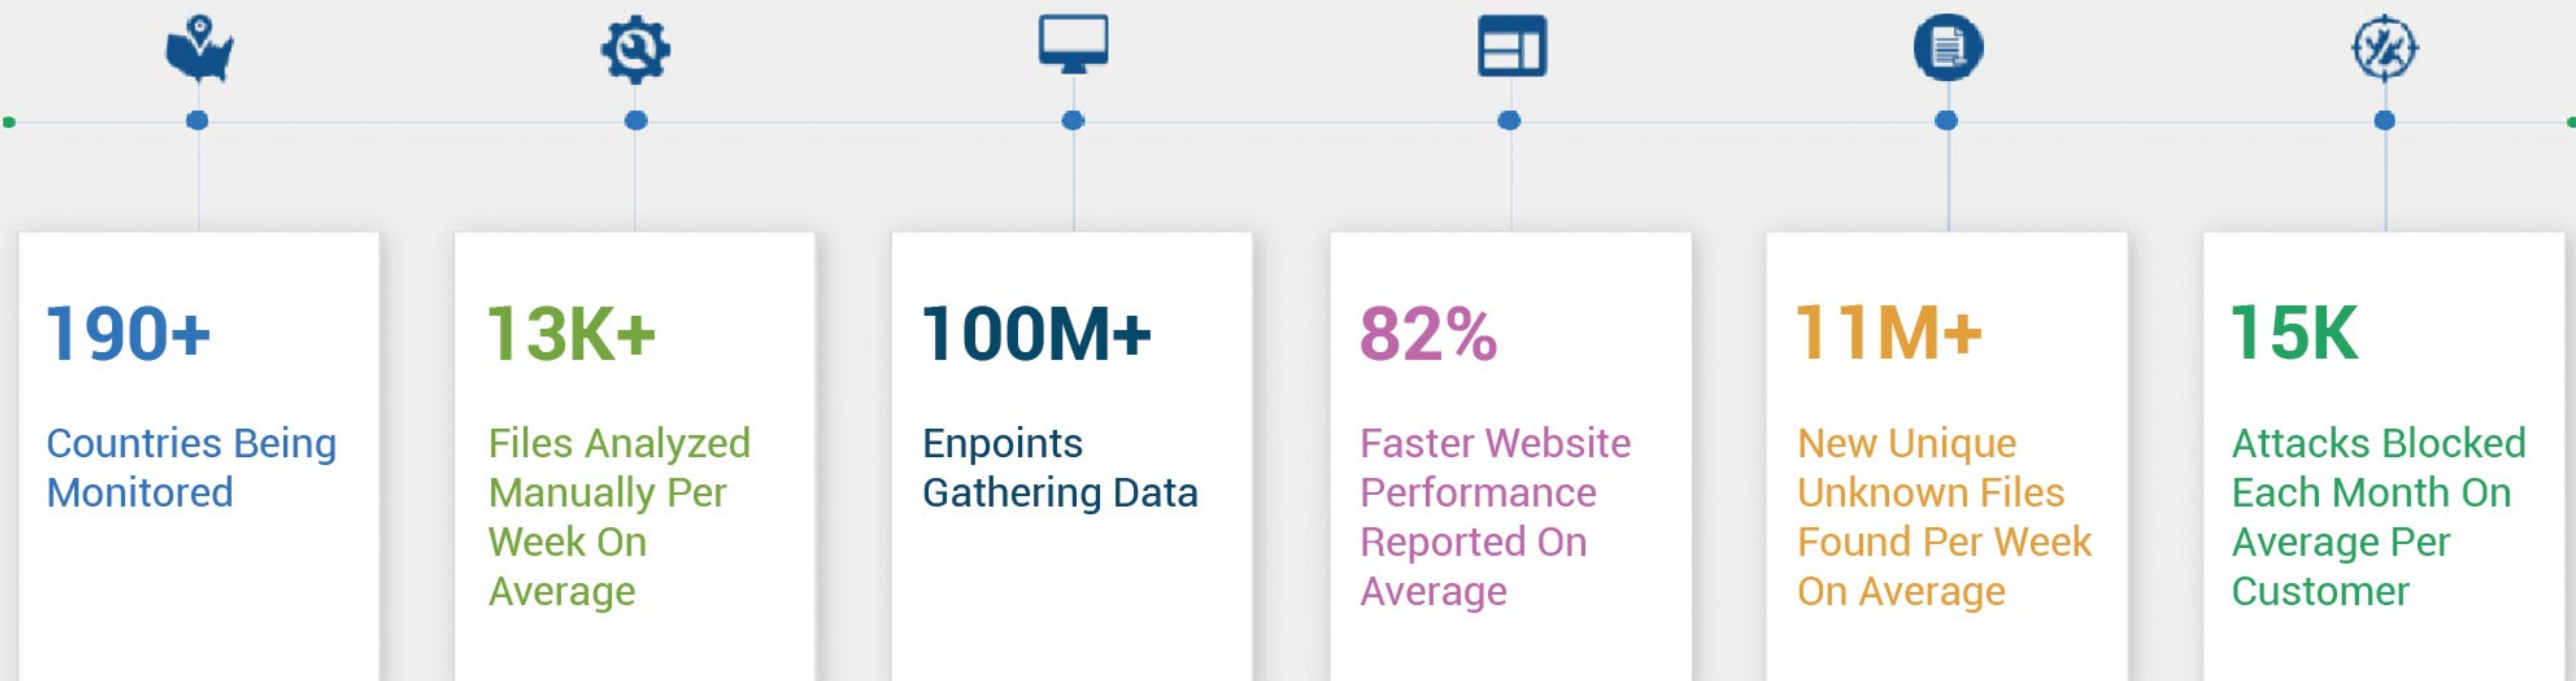 190+
Countries Being
Monitored
13K+
Files Analyzed
Manually Per
Week On
Average
100M+
Enpoints
Gathering Data
82%
Faster Website
Performance
Reported On
Average
11M+
New Unique
Unknown Files
Found Per Week
On Average
15K
Attacks Blocked
Each Month On
Average Per
Customer